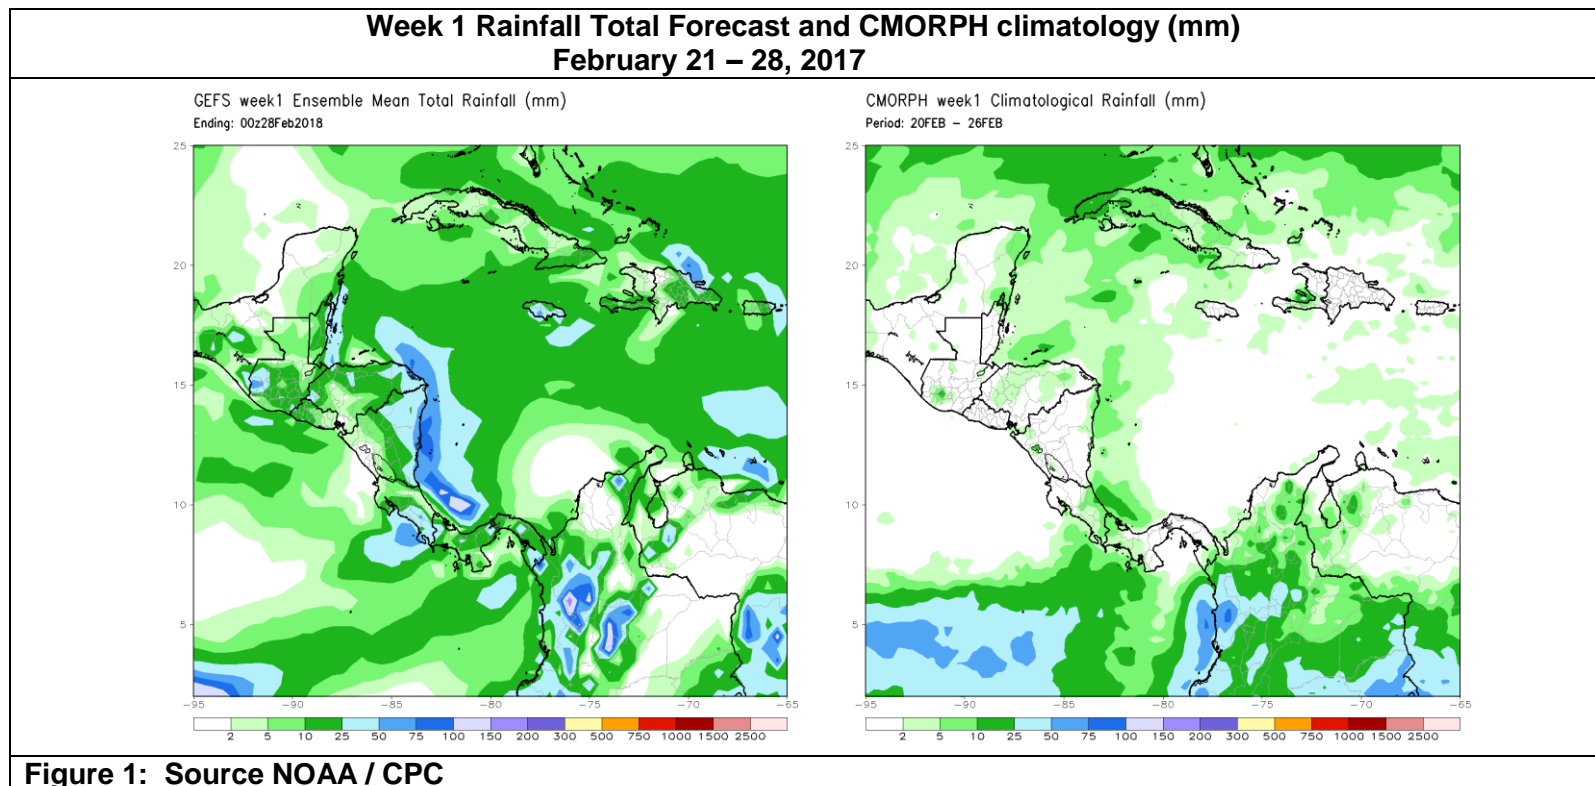 Week 1 Rainfall Total Forecast and CMORPH climatology (mm)
February 21 – 28, 2017
GEFS week1 Ensemble Mean Total Rainfall (mm)
Ending: 00z28Feb2018
25
20
15
10
5
-95 -90 -85 -80 -75 -70 -65
2 5 10 25 50 75 100 150 200 300 500 750 1000 1500 2500
CMORPH week1 Climatological Rainfall (mm)
Period: 20FEB - 26FEB
25
20
15
10
5
-95 -90 -85 -80 -75 -70 -65
2 5 10 25 50 75 100 150 200 300 500 750 1000 1500 2500
Figure 1: Source NOAA / CPC